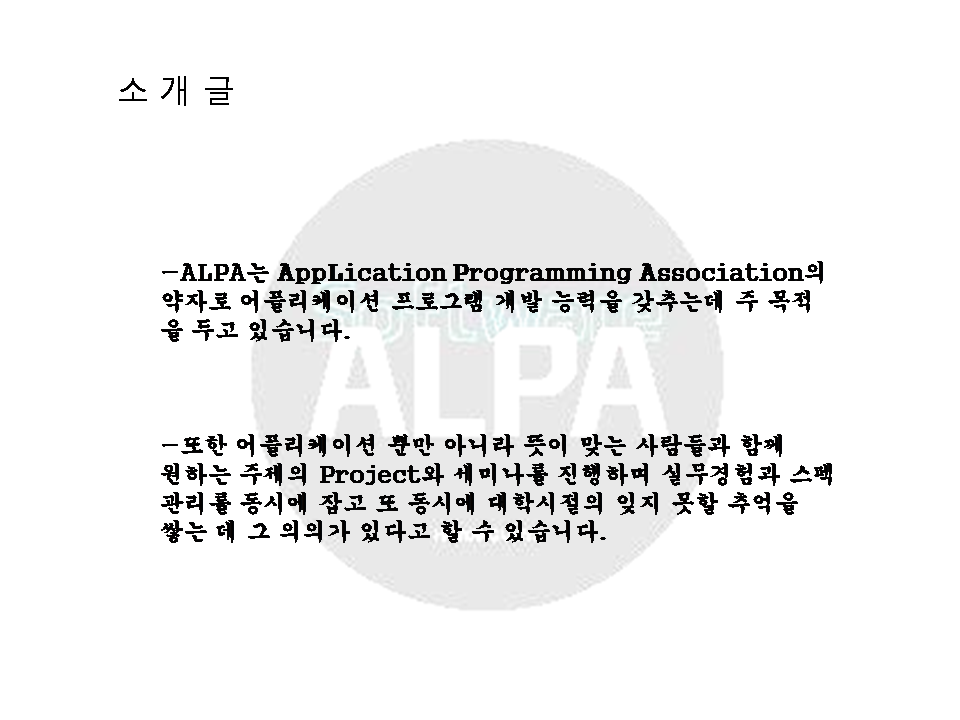 소 개 글
-ALPA는 AppLication Programming Association의
약자로 어플리케이션 프로그램 개발 능력을 갖추는데 주 목적
을 두고 있습니다.
ALPA
-또한 어플리케이션 뿐만 아니라 뜻이 맞는 사람들과 함께
원하는 주제의 Project와 세미나를 진행하며 실무경험과 스펙
관리를 동시에 잡고 또 동시에 대학시절의 잊지 못할 추억을
쌓는 데 그 의의가 있다고 할 수 있습니다.